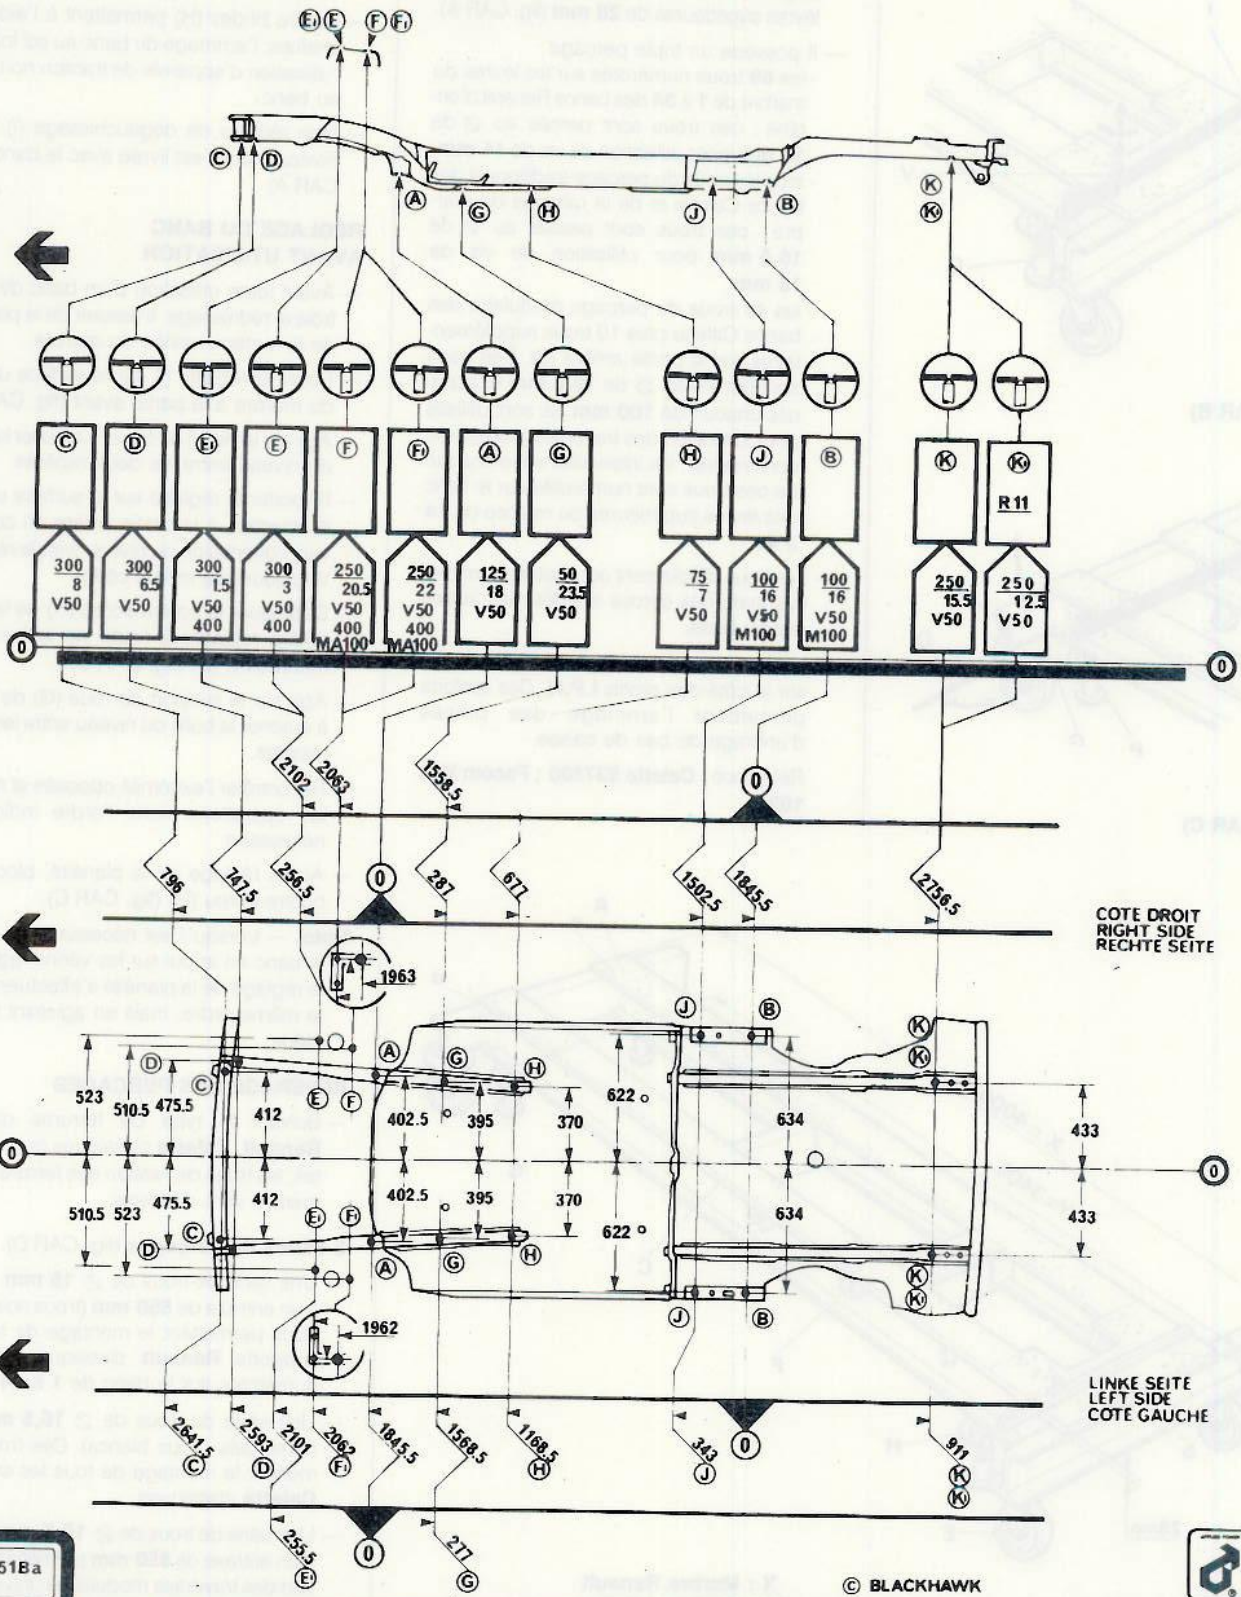 E₁ E F F₁
C D A G H J B K K₁
C D E₁ E F F₁ A G H J B K K₁
R 11
300 300 300 300 250 250 125 50 75 100 100 250 250
8 6.5 1.5 3 20.5 22 18 23.5 7 16 16 15.5 12.5
V50 V50 V50 V50 V50 V50 V50 V50 V50 V50 V50 V50 V50
400 400 400 400 M100 M100
MA100 MA100
0 0
2102 2063 1558.5 0
796 747.5 256.5 0 287 677 1502.5 1845.5 2756.5
COTE DROIT
RIGHT SIDE
RECHTE SEITE
1963
J B K
D A G H K₁
C E F
523 510.5 475.5 412 402.5 395 370 622 634 433
0 0
510.5 523 475.5 412 402.5 395 370 622 634 433
C E₁ F₁ H
D A G K
J B K₁
1962
LINKE SEITE
LEFT SIDE
COTE GAUCHE
2641.5 2593 2101 2062 1845.5 1568.5 1168.5 343 0 911
C D F₁ H J K
K₁
255.5 0 277
E₁ G
51Ba
© BLACKHAWK